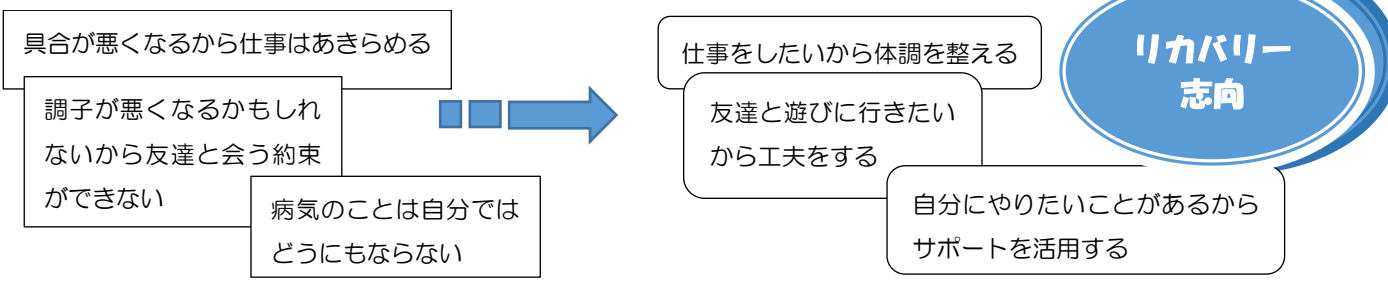 具合が悪くなるから仕事はあきらめる
調子が悪くなるかもしれ
ないから友達と会う約束
ができない
病気のことは自分では
どうにもならない
仕事をしたいから体調を整える
友達と遊びに行きたい
から工夫をする
自分にやりたいことがあるから
サポートを活用する
リカバリー
志向